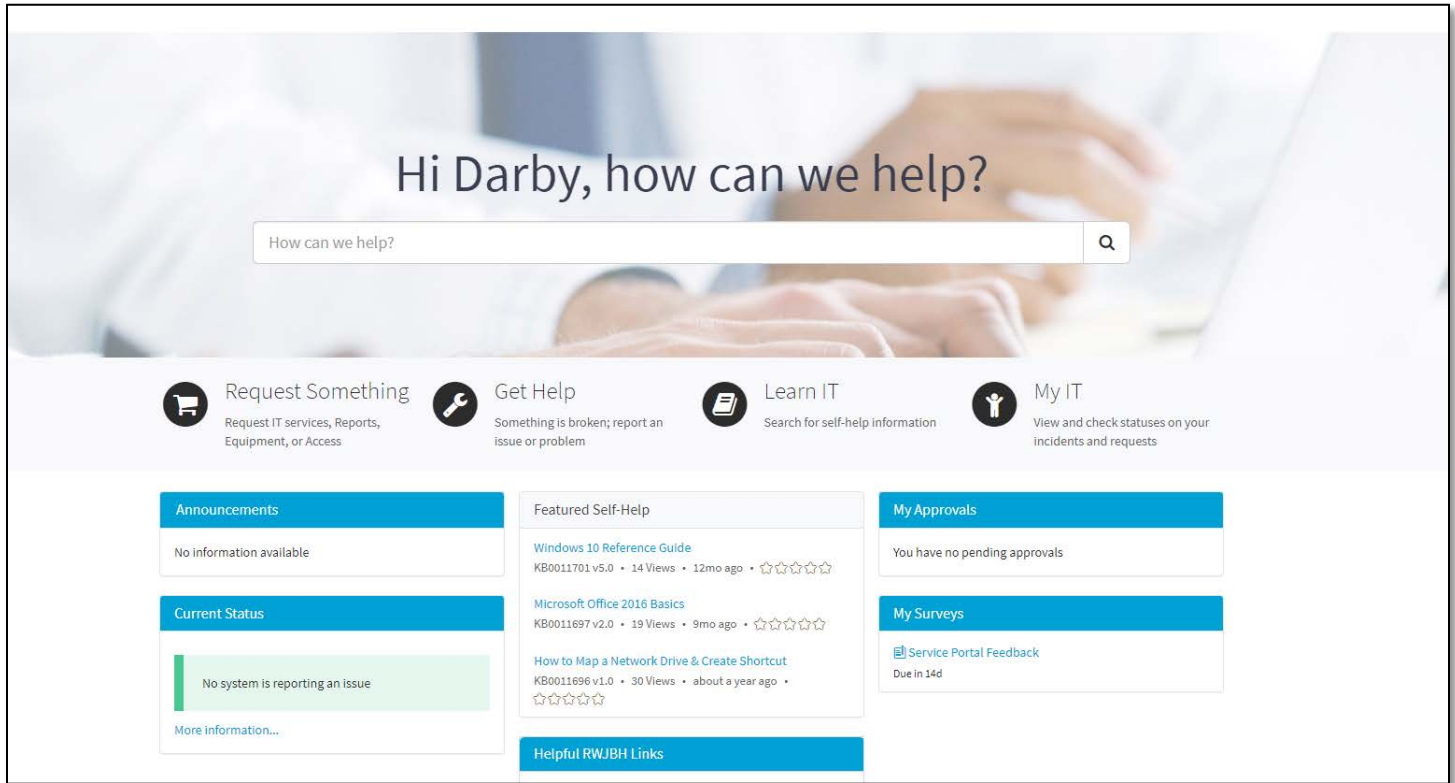 Hi Darby, how can we help?
How can we help?
Request Something
Request IT services, Reports,
Equipment, or Access
Get Help
Something is broken; report an
issue or problem
Learn IT
Search for self-help information
My IT
View and check statuses on your
incidents and requests
Announcements
No information available
Current Status
No system is reporting an issue
More information...
Featured Self-Help
Windows 10 Reference Guide
KB0011701 v5.0 • 14 Views • 12mo ago •
Microsoft Office 2016 Basics
KB0011697 v2.0 • 19 Views • 9mo ago •
How to Map a Network Drive & Create Shortcut
KB0011696 v1.0 • 30 Views • about a year ago •
Helpful RWJBH Links
My Approvals
You have no pending approvals
My Surveys
Service Portal Feedback
Due in 14d